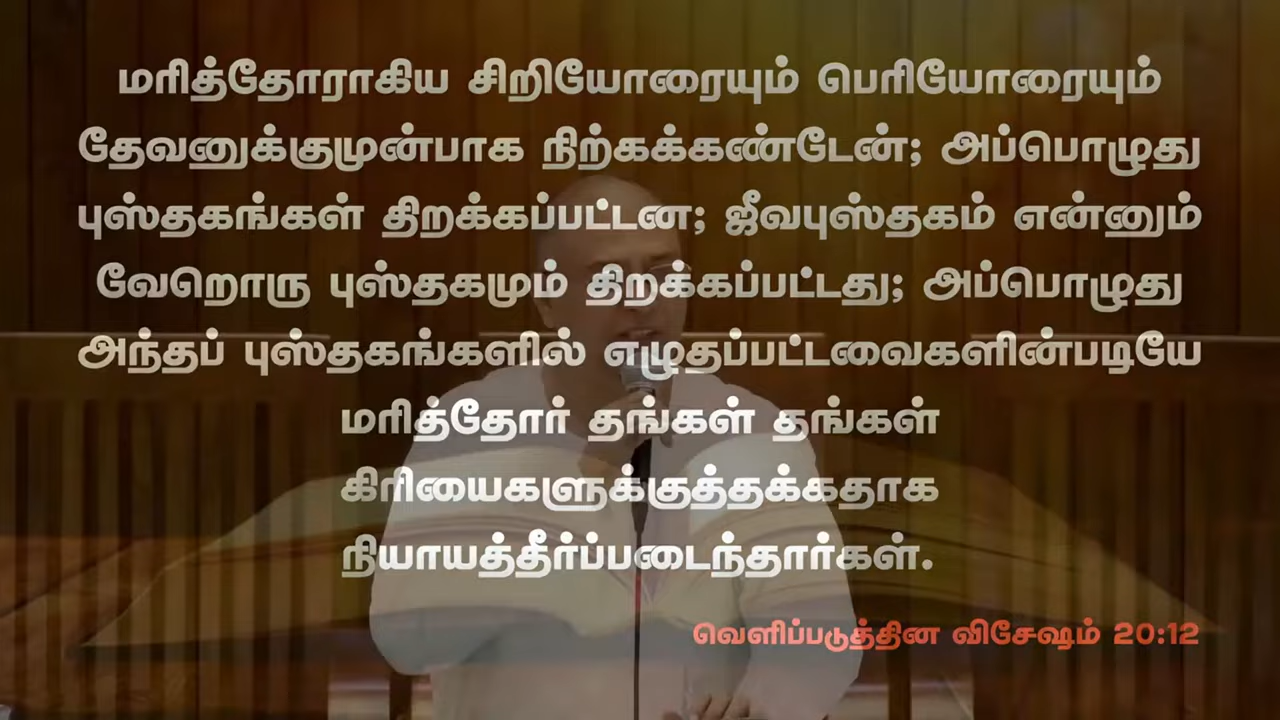 மரித்தோராகிய சிறியோரையும் பெரியோரையும்
தேவனுக்குமுன்பாக நிற்கக்கண்டேன்; அப்பொழுது
புஸ்தகங்கள் திறக்கப்பட்டன; ஜீவபுஸ்தகம் என்னும்
வேறொரு புஸ்தகமும் திறக்கப்பட்டது; அப்பொழுது
அந்தப் புஸ்தகங்களில் எழுதப்பட்டவைகளின்படியே
மரித்தோர் தங்கள் தங்கள்
கிரியைகளுக்குத்தக்கதாக
நியாயத்தீர்ப்படைந்தார்கள்.
வெளிப்படுத்தின விசேஷம் 20:12